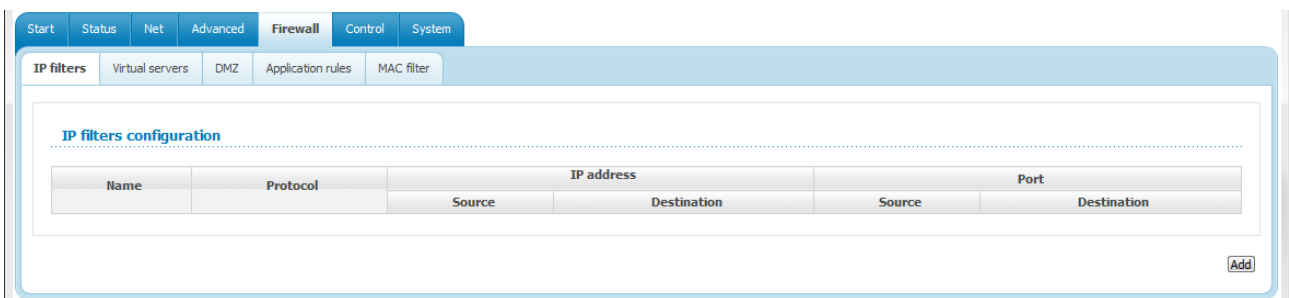 Start Status Net Advanced Firewall Control System
IP filters Virtual servers DMZ Application rules MAC filter
IP filters configuration
Name Protocol IP address Port
Source Destination Source Destination
Add